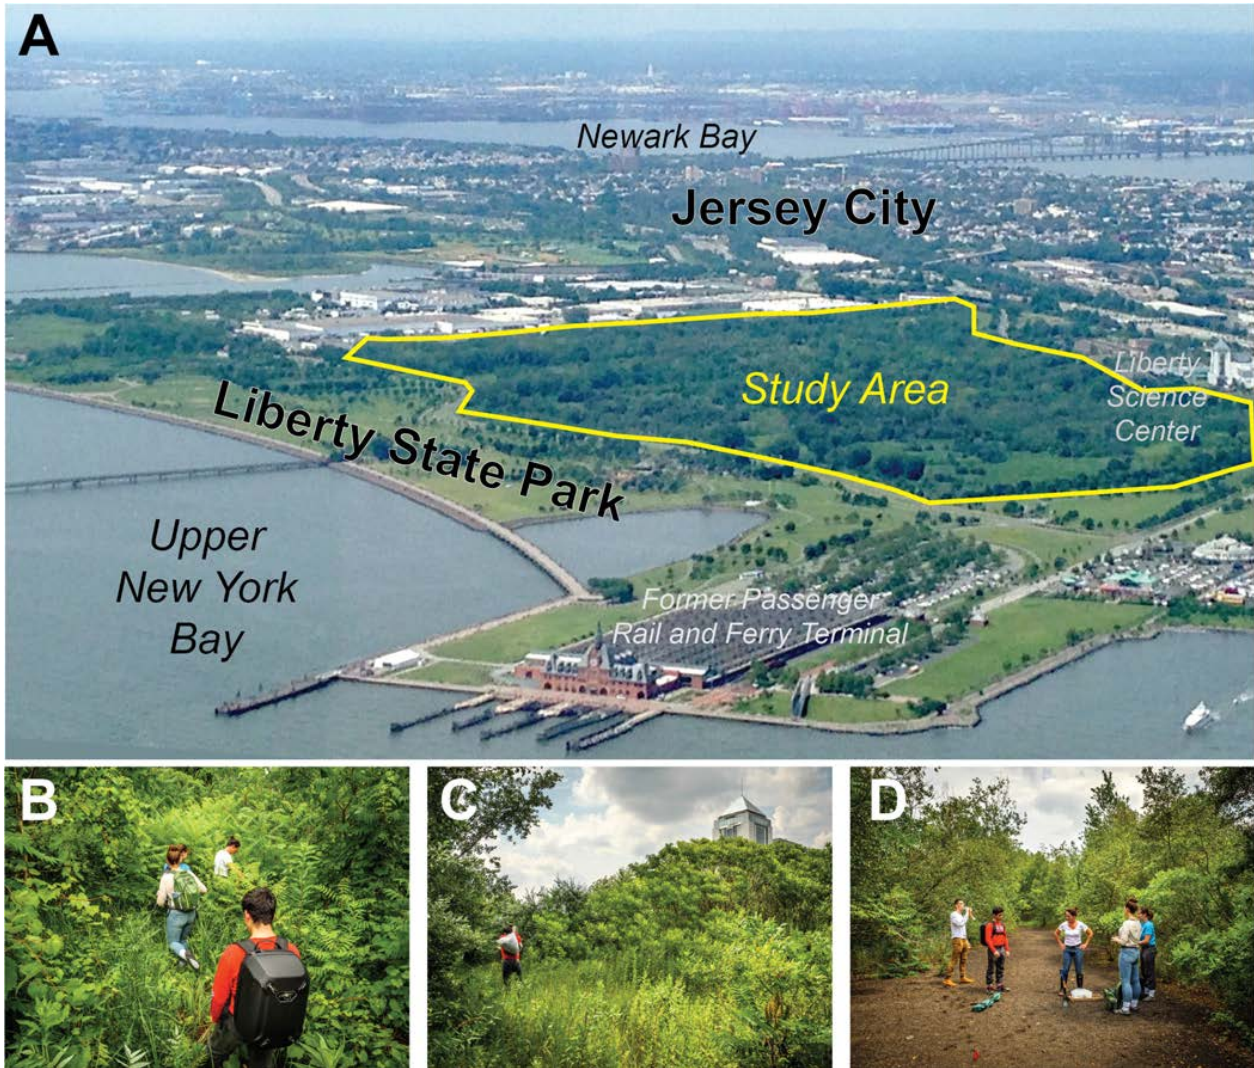 A
Newark Bay
Jersey City
Study Area
Liberty
Science
Center
Liberty State Park
Upper
New York
Bay
Former Passenger
Rail and Ferry Terminal
B
C
D